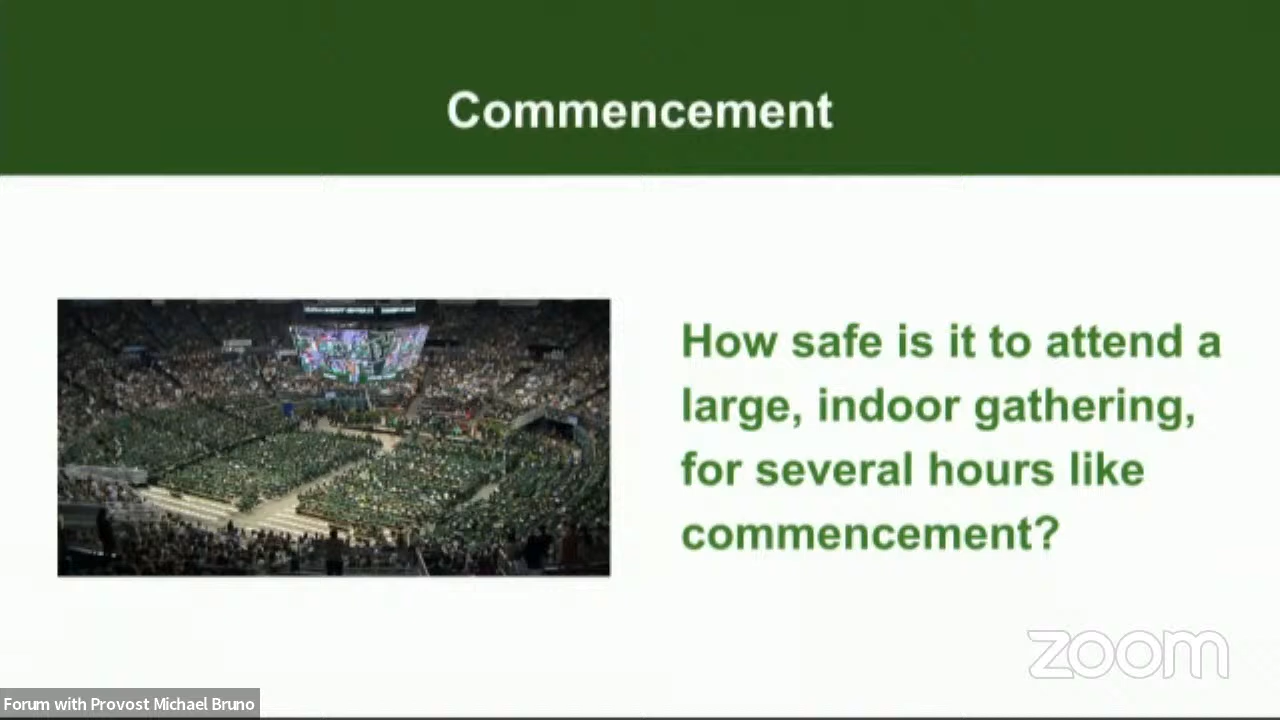 Commencement
How safe is it to attend a
large, indoor gathering,
for several hours like
commencement?
zoom
Forum with Provost Michael Bruno